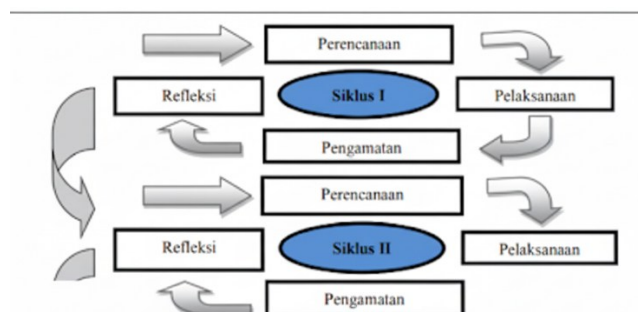 Perencanaan
Refleksi
Siklus I
Pelaksanaan
Pengamatan
Perencanaan
Refleksi
Siklus II
Pelaksanaan
Pengamatan